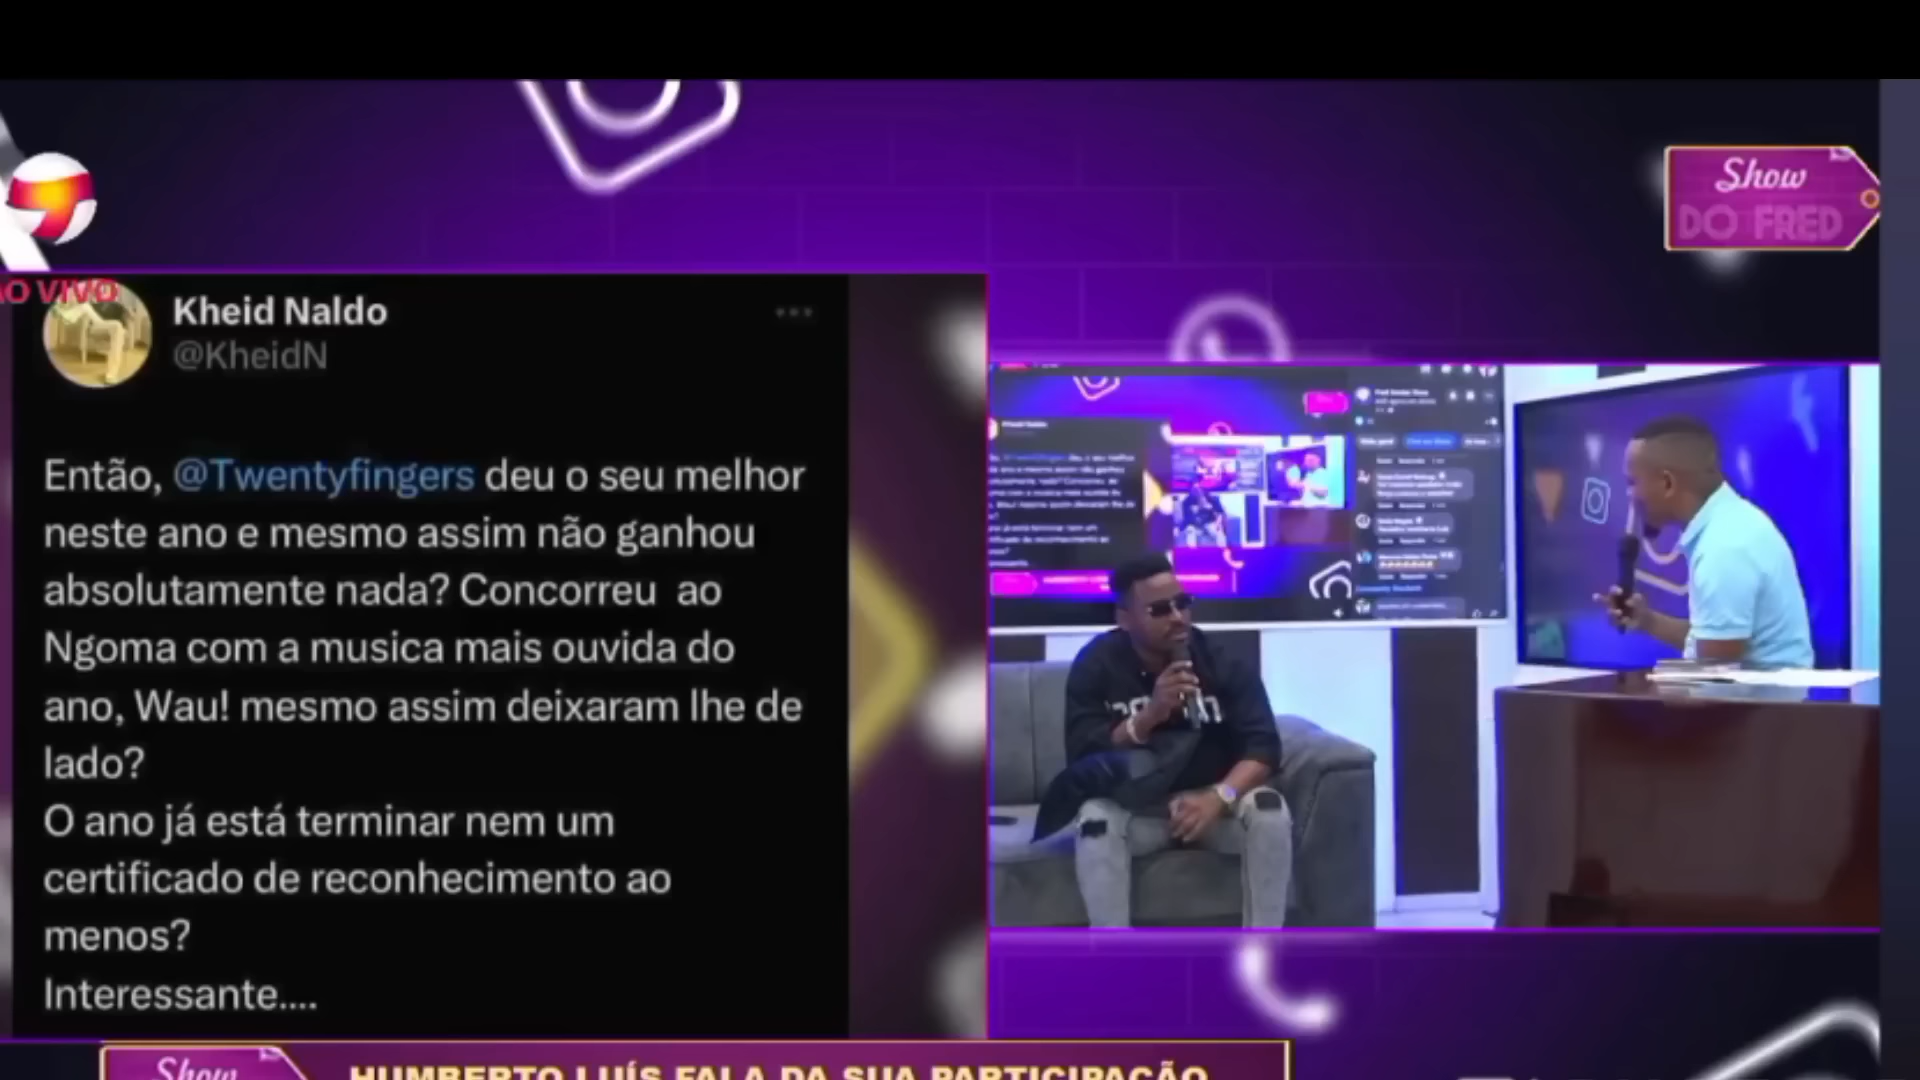 Show
DO FRED
AO VIVO
Kheid Naldo
@KheidN
Então, @Twentyfingers deu o seu melhor
neste ano e mesmo assim não ganhou
absolutamente nada? Concorreu ao
Ngoma com a musica mais ouvida do
ano, Wau! mesmo assim deixaram lhe de
lado?
O ano já está terminar nem um
certificado de reconhecimento ao
menos?
Interessante....
Show
HUMBERTO LUÍS FALA DA SUA PARTICIPAÇÃO